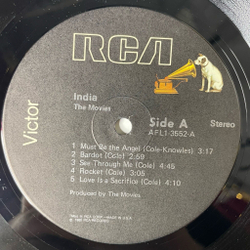 RCA
Victor
India
The Movies
Side A
Stereo
AFL1-3552-A
1 Must Be the Angel (Cole-Knowles) 3:17
2 Bardot (Cole) 2:59
3 See Through Me (Cole) 4:45
4 Rocket (Cole) 3:05
5 Love Is a Sacrifice (Cole) 4:10
Produced by The Movies